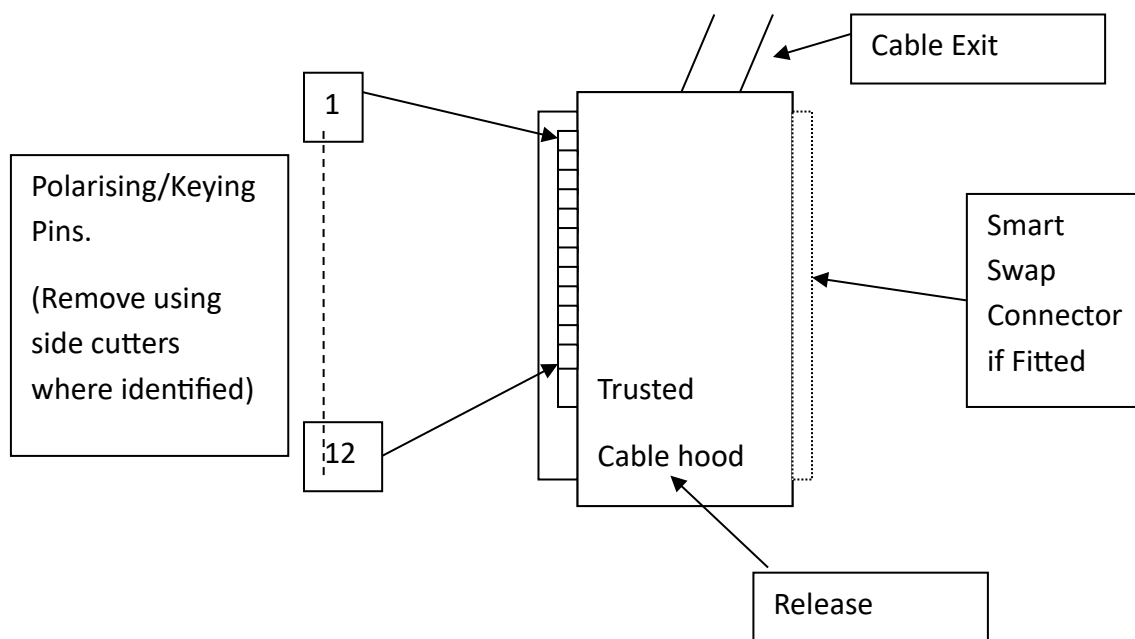 Cable Exit
1
Polarising/Keying
Pins.
(Remove using
side cutters
where identified)
12
Trusted
Cable hood
Smart
Swap
Connector
if Fitted
Release